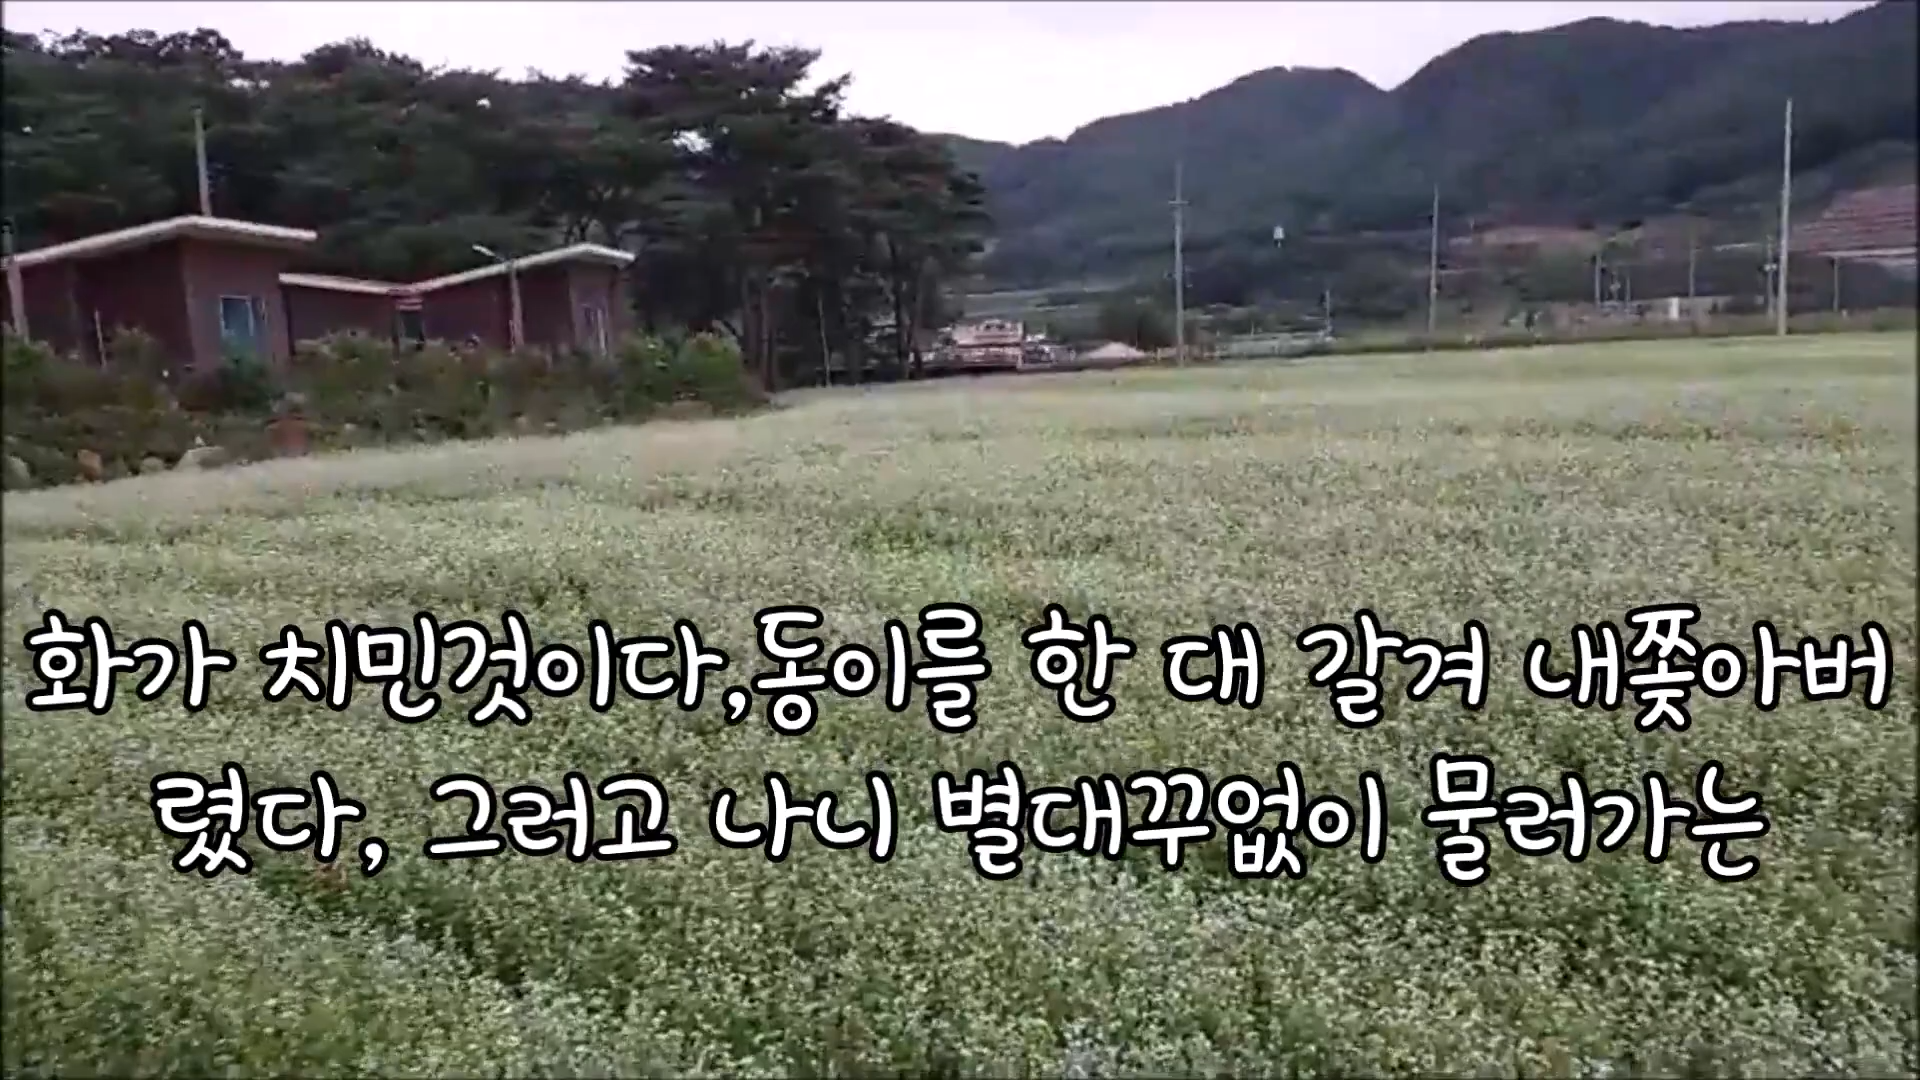 화가 치민것이다,동이를 한 대 갈겨 내쫓아버
렸다, 그러고 나니 별대꾸없이 물러가는